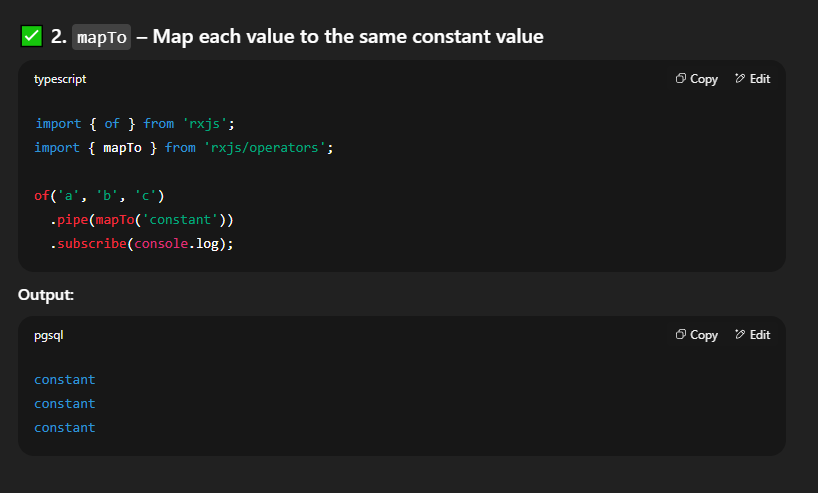 ✅ 2. mapTo – Map each value to the same constant value
typescript
Copy Edit
import { of } from 'rxjs';
import { mapTo } from 'rxjs/operators';
of('a', 'b', 'c')
  .pipe(mapTo('constant'))
  .subscribe(console.log);
Output:
pgsql
Copy Edit
constant
constant
constant